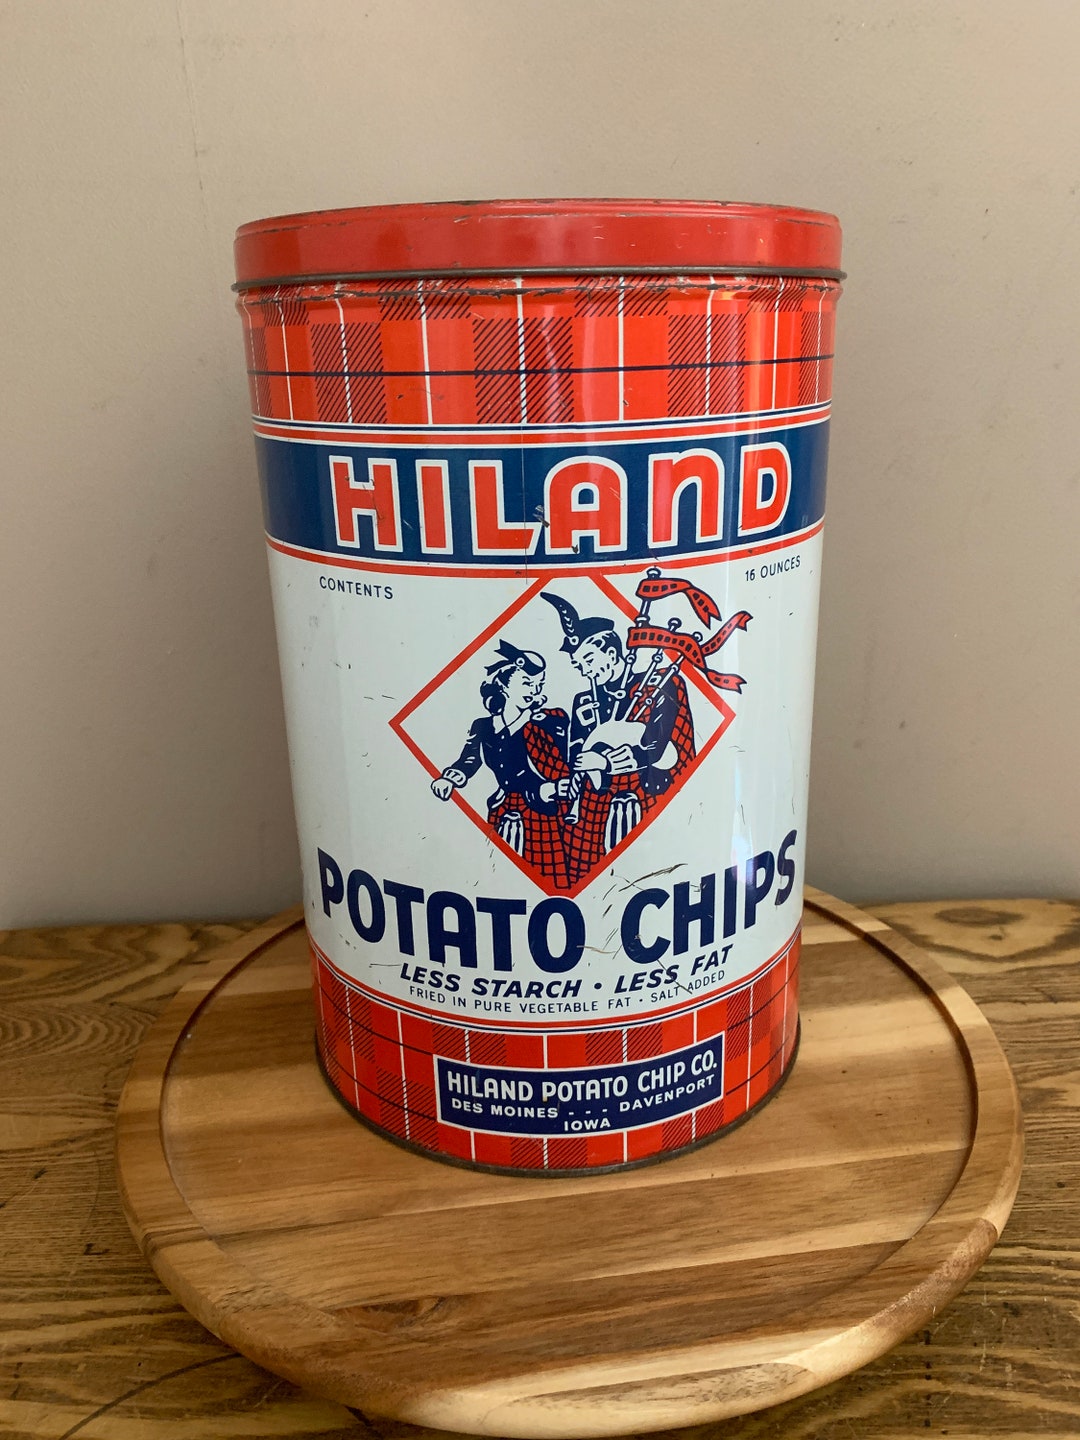 HILAND
CONTENTS 16 OUNCES
POTATO CHIPS
LESS STARCH • LESS FAT
FRIED IN PURE VEGETABLE FAT • SALT ADDED
HILAND POTATO CHIP CO.
DES MOINES - - - DAVENPORT
IOWA